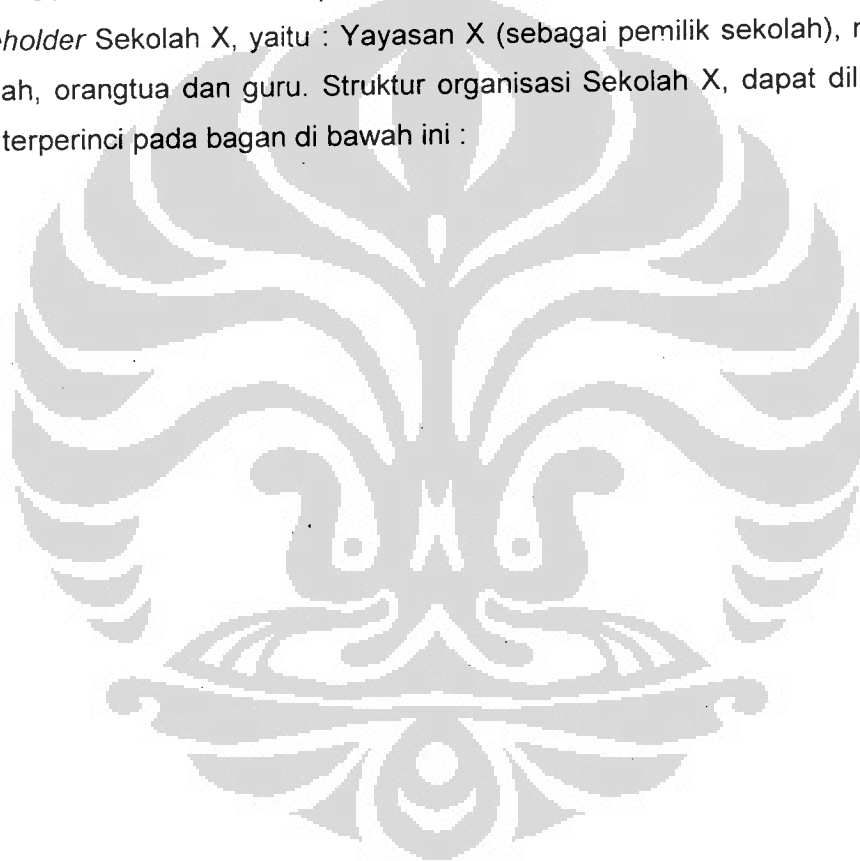 holder Sekolah X, yaitu : Yayasan X (sebagai pemilik sekolah),
ah, orangtua dan guru. Struktur organisasi Sekolah X, dapat dil
terperinci pada bagan di bawah ini :